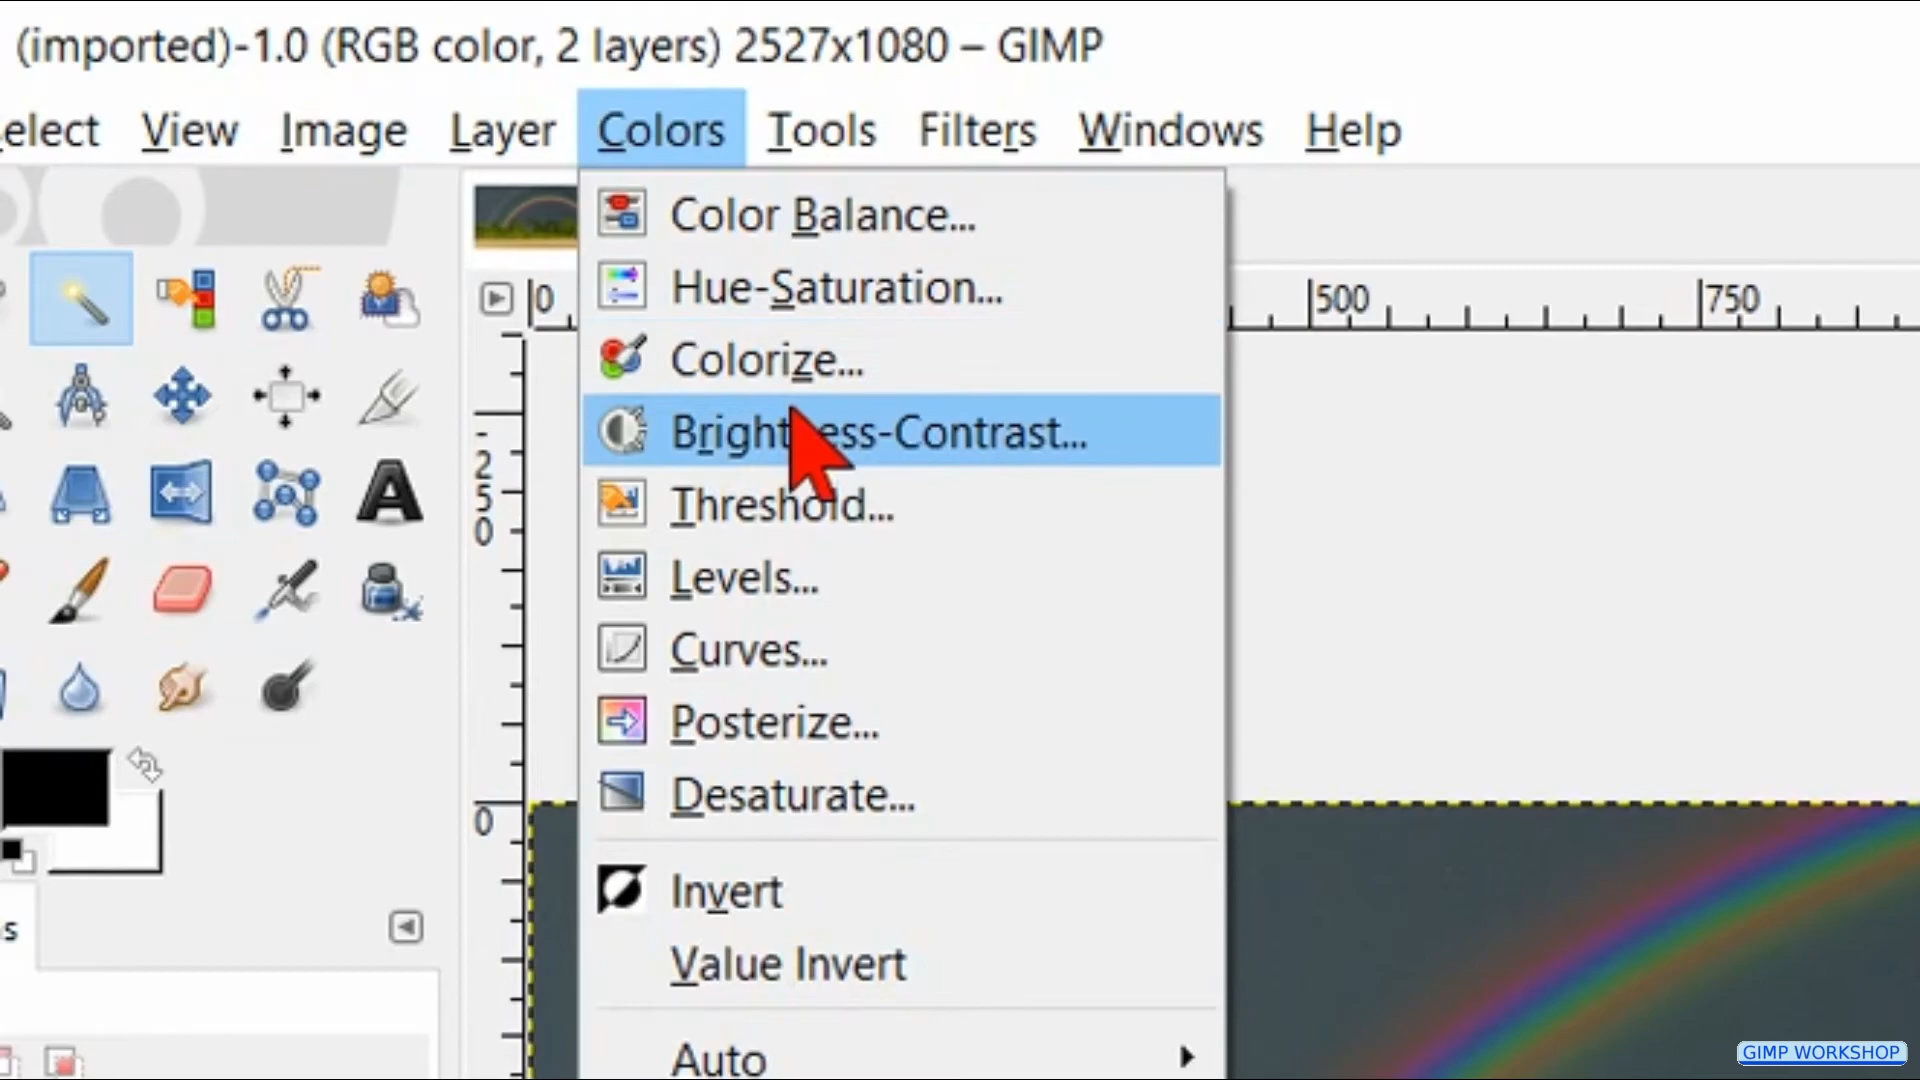 (imported)-1.0 (RGB color, 2 layers) 2527x1080 – GIMP
elect View Image Layer Colors Tools Filters Windows Help
Color Balance...
Hue-Saturation...
0 500 750
Colorize...
Brightness-Contrast...
Threshold...
-250
Levels...
Curves...
Posterize...
Desaturate...
0
Invert
s
Value Invert
Auto
GIMP WORKSHOP